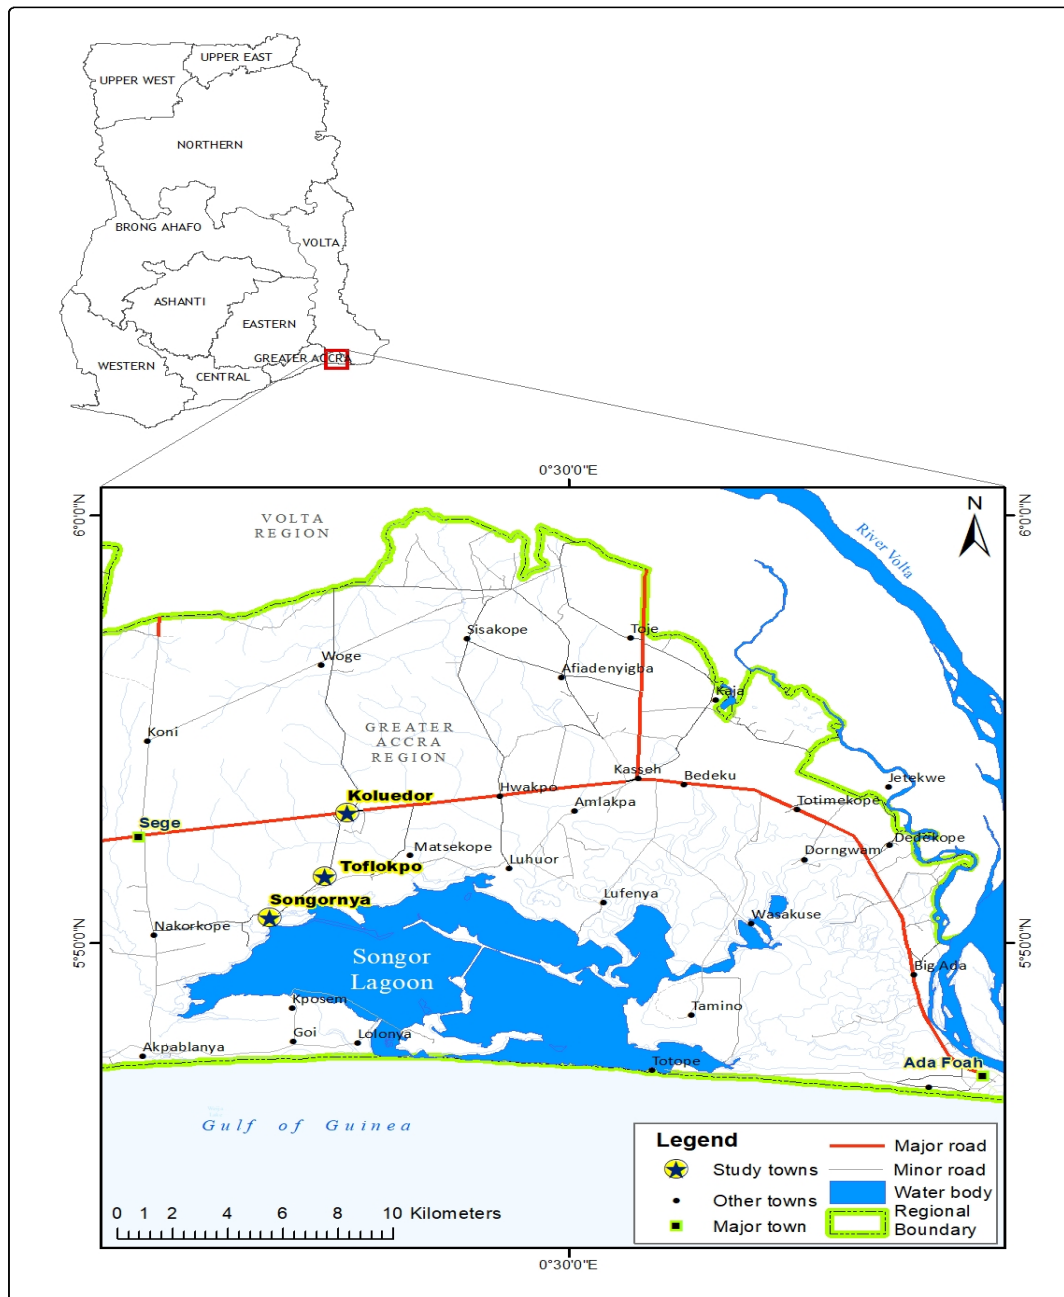 UPPER EAST
UPPER WEST
NORTHERN
BRONG AHAFO
VOLTA
ASHANTI
EASTERN
GREATER ACCRA
WESTERN
CENTRAL
0°30'0"E
6°0'0"N
6°0'0"N
VOLTA
REGION
N
River Volta
Sisakope
Toje
Woge
Afiadenyigba
Kaja
Koni
GREATER
ACCRA
REGION
Kasseh
Bedeku
Jetekwe
Hwakpo
Koluedor
Amlakpa
Totimekope
Sege
Dedekope
Matsekope
Luhuor
Dorngwam
Toflokpo
Songornya
Lufenya
Wasakuse
Nakorkope
5°50'0"N
5°50'0"N
Songor
Lagoon
Big Ada
Kposem
Tamino
Goi
Lolonya
Akpablanya
Totope
Ada Foah
Gulf of Guinea
Legend
Study towns
Other towns
Major town
Major road
Minor road
Water body
Regional
Boundary
0 1 2 4 6 8 10 Kilometers
0°30'0"E